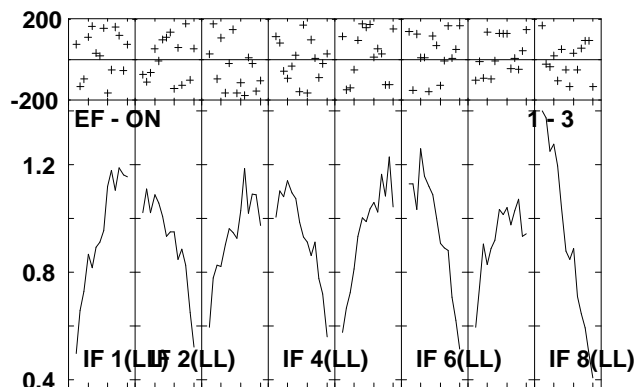 200
-200
EF - ON 1 - 3
1.2
0.8
IF 1(LL) IF 2(LL) IF 4(LL) IF 6(LL) IF 8(LL)
0.4